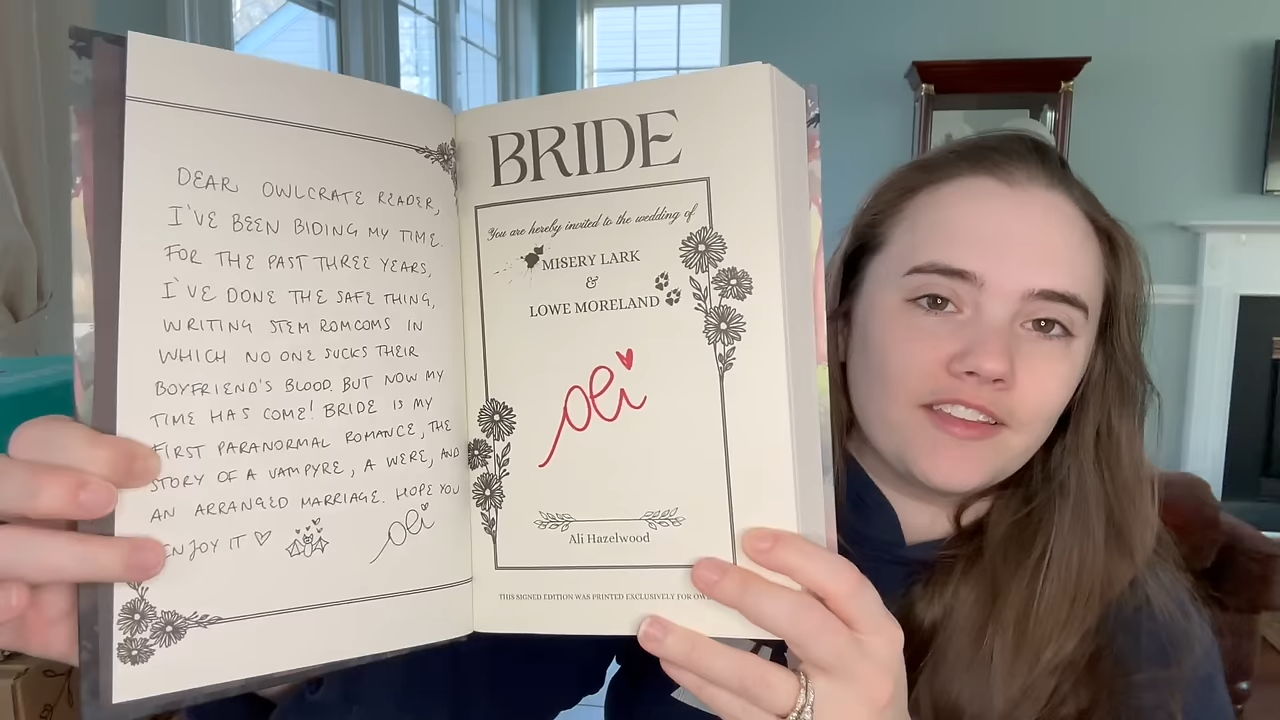 DEAR OWLCRATE READER,
I'VE BEEN BIDING MY TIME.
FOR THE PAST THREE YEARS,
I'VE DONE THE SAFE THING,
WRITING STEM ROMCOMS IN
WHICH NO ONE SUCKS THEIR
BOYFRIEND'S BLOOD. BUT NOW MY
TIME HAS COME! BRIDE IS MY
FIRST PARANORMAL ROMANCE, THE
STORY OF A VAMPYRE, A WERE, AND
AN ARRANGED MARRIAGE. HOPE YOU
ENJOY IT ♡
Ali
BRIDE
You are hereby invited to the wedding of
MISERY LARK
&
LOWE MORELAND
Ali
Ali Hazelwood
THIS SIGNED EDITION WAS PRINTED EXCLUSIVELY FOR